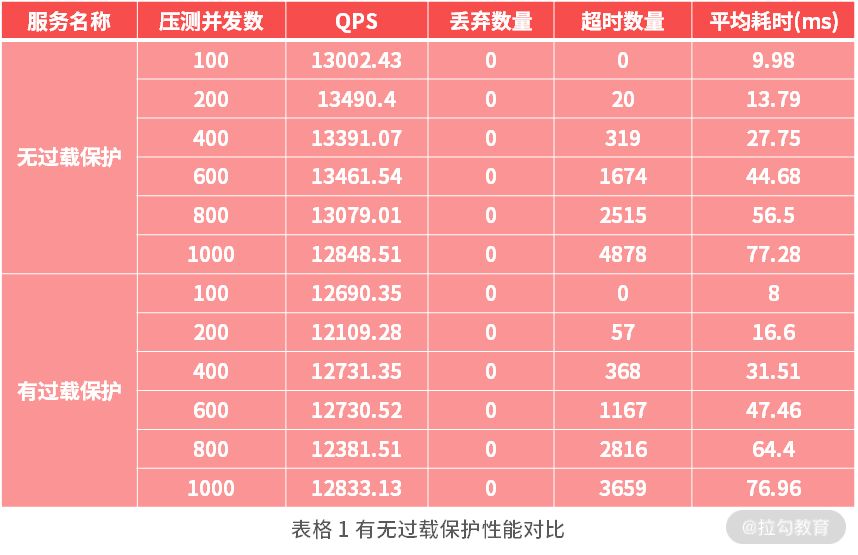 服务名称 压测并发数 QPS 丢弃数量 超时数量 平均耗时(ms)
100 13002.43 0 0 9.98
200 13490.4 0 20 13.79
400 13391.07 0 319 27.75
无过载保护
600 13461.54 0 1674 44.68
800 13079.01 0 2515 56.5
1000 12848.51 0 4878 77.28
100 12690.35 0 0 8
200 12109.28 0 57 16.6
400 12731.35 0 368 31.51
有过载保护
600 12730.52 0 1167 47.46
800 12381.51 0 2816 64.4
1000 12833.13 0 3659 76.96
表格 1 有无过载保护性能对比
@拉勾教育